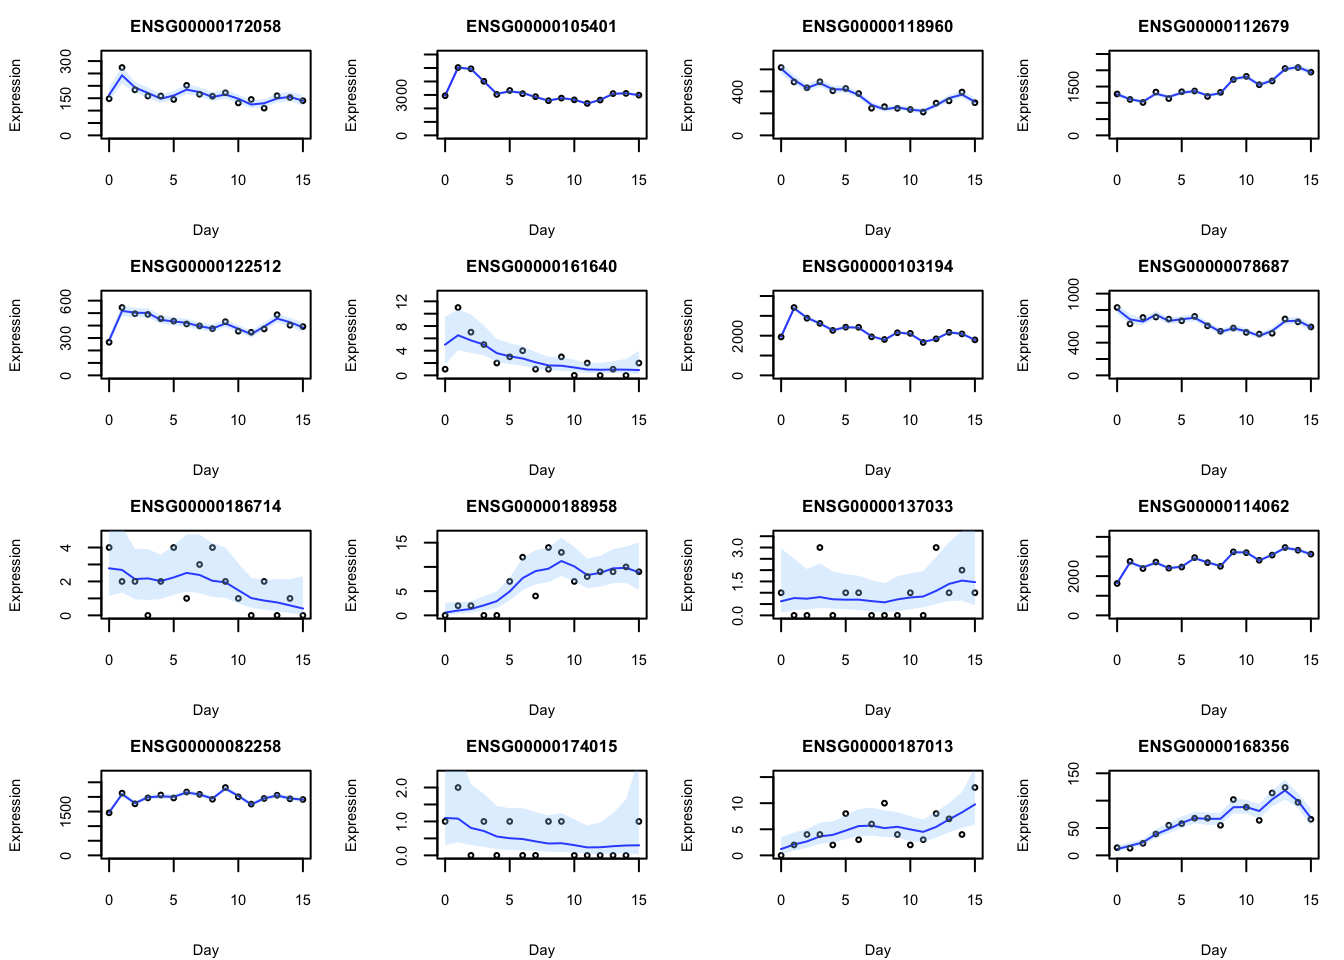 ENSG00000172058 ENSG00000105401 ENSG00000118960 ENSG00000112679
Expression Expression Expression Expression
0 150 300 0 3000 0 400 0 1500
0 5 10 15 0 5 10 15 0 5 10 15 0 5 10 15
Day Day Day Day
ENSG00000122512 ENSG00000161640 ENSG00000103194 ENSG00000078687
Expression Expression Expression Expression
0 300 600 0 4 8 12 0 2000 0 400 1000
0 5 10 15 0 5 10 15 0 5 10 15 0 5 10 15
Day Day Day Day
ENSG00000186714 ENSG00000188958 ENSG00000137033 ENSG00000114062
Expression Expression Expression Expression
0 2 4 0 5 15 0.0 1.5 3.0 0 2000
0 5 10 15 0 5 10 15 0 5 10 15 0 5 10 15
Day Day Day Day
ENSG00000082258 ENSG00000174015 ENSG00000187013 ENSG00000168356
Expression Expression Expression Expression
0 1500 0.0 1.0 2.0 0 5 10 0 50 150
0 5 10 15 0 5 10 15 0 5 10 15 0 5 10 15
Day Day Day Day